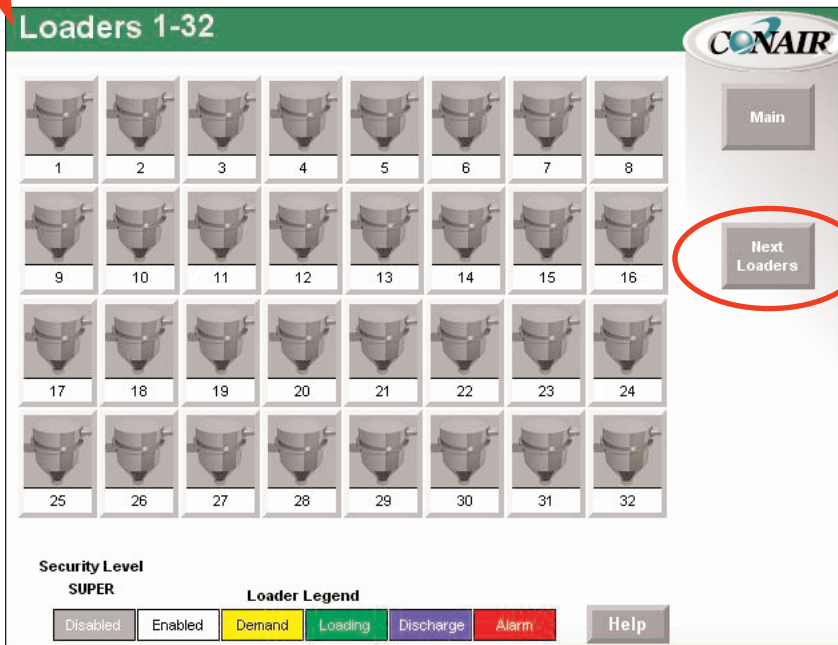 Loaders 1-32
CONAIR
Main
1 2 3 4 5 6 7 8
Next
Loaders
9 10 11 12 13 14 15 16
17 18 19 20 21 22 23 24
25 26 27 28 29 30 31 32
Security Level
SUPER
Loader Legend
Disabled Enabled Demand Loading Discharge Alarm Help